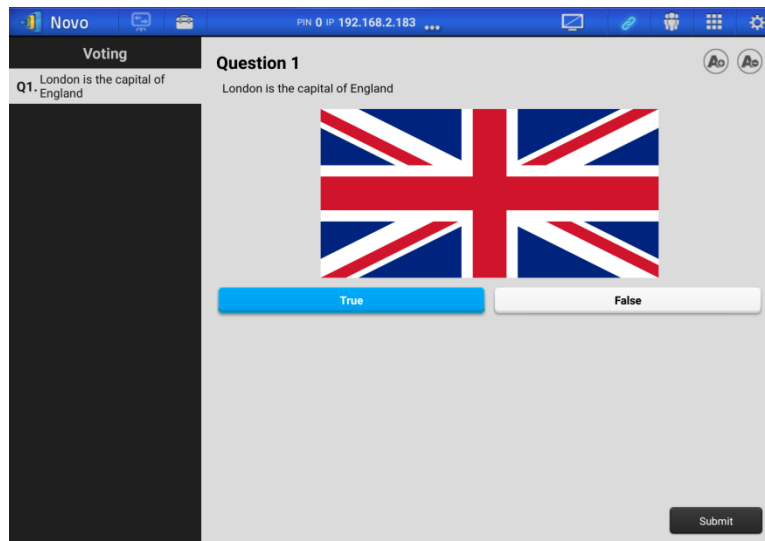 Novo
PIN 0 IP 192.168.2.183 ...
Voting
Q1. London is the capital of
England
Question 1
London is the capital of England
True
False
Submit